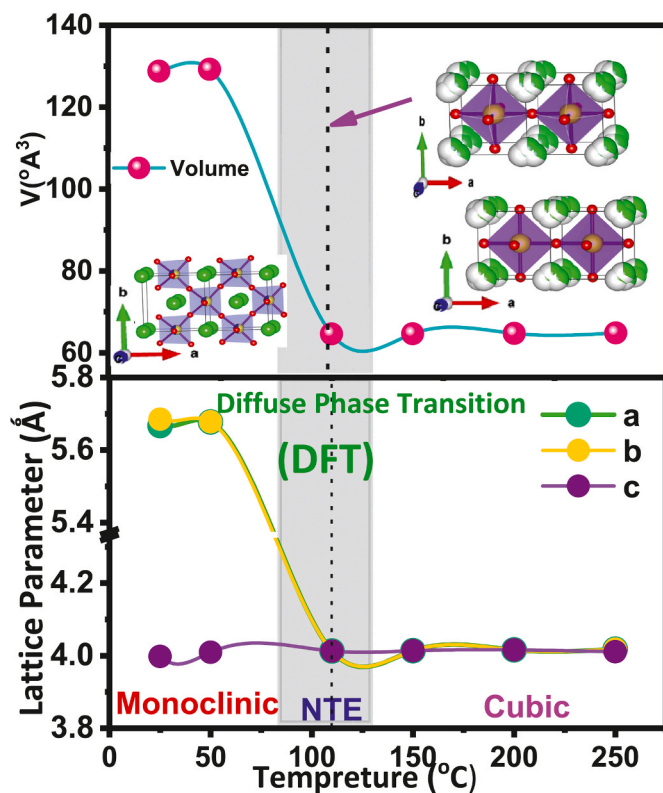 140
120
100
80
60
V(°A³)
Volume
b
a
b
a
b
a
5.8
5.6
5.4
4.2
4.0
3.8
Lattice Parameter (Ǻ)
Diffuse Phase Transition
(DFT)
a
b
c
Monoclinic NTE Cubic
0 50 100 150 200 250
Tempreture (°C)